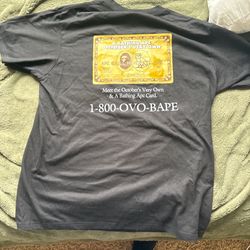 Meet the October's Very Own
& A Bathing Ape Card.
1-800-OVO-BAPE